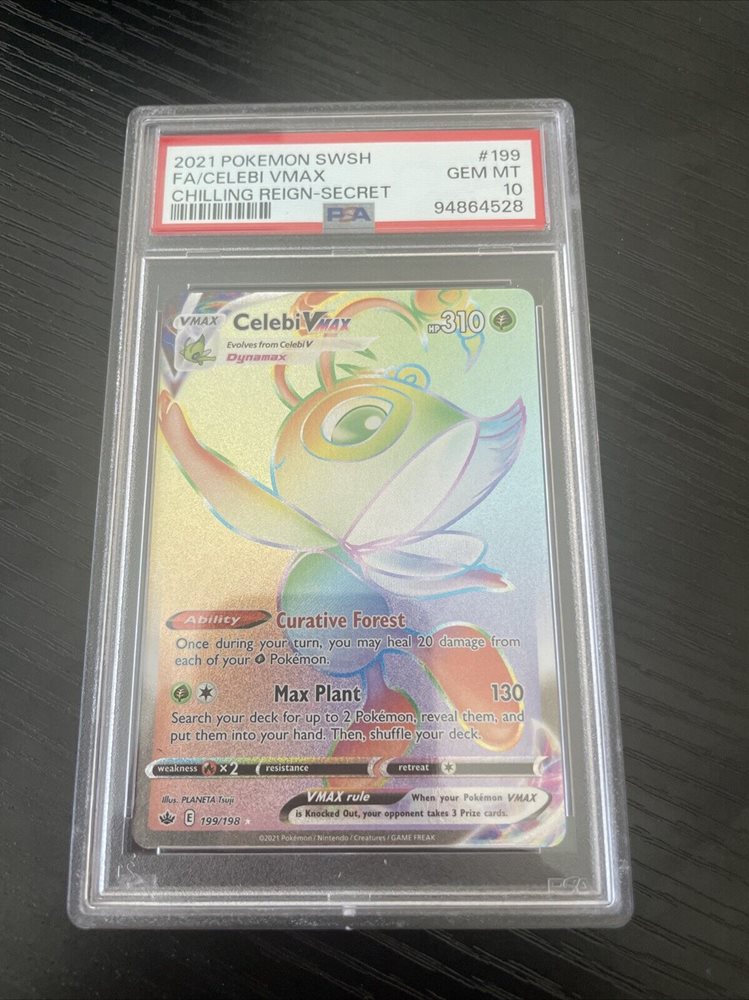 2021 POKEMON SWSH #199
FA/CELEBI VMAX GEM MT
CHILLING REIGN-SECRET 10
PSA 94864528
VMAX Celebi VMAX HP 310
Evolves from Celebi V
Dynamax
Ability Curative Forest
Once during your turn, you may heal 20 damage from
each of your Pokémon.
Max Plant 130
Search your deck for up to 2 Pokémon, reveal them, and
put them into your hand. Then, shuffle your deck.
weakness ×2 resistance retreat
Illus. PLANETA Tsuji VMAX rule When your Pokémon VMAX
is Knocked Out, your opponent takes 3 Prize cards.
E 199/198
©2021 Pokémon / Nintendo / Creatures / GAME FREAK